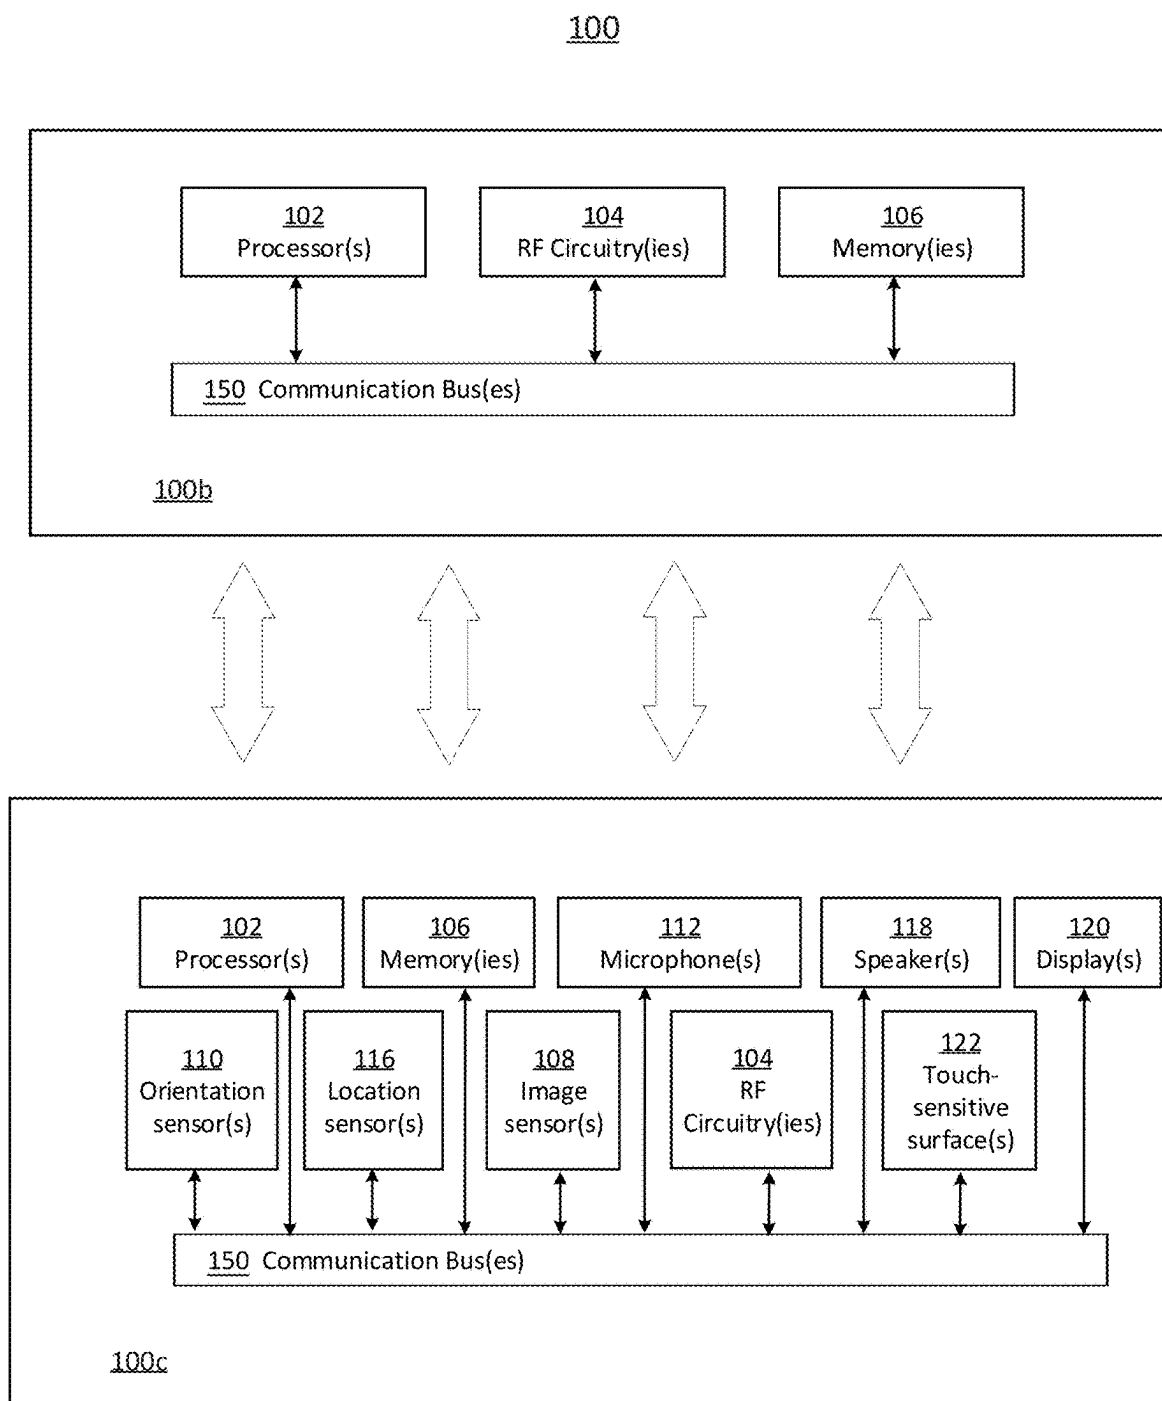 100
102
Processor(s)
104
RF Circuitry(ies)
106
Memory(ies)
150 Communication Bus(es)
100b
102
Processor(s)
106
Memory(ies)
112
Microphone(s)
118
Speaker(s)
120
Display(s)
110
Orientation
sensor(s)
116
Location
sensor(s)
108
Image
sensor(s)
104
RF
Circuitry(ies)
122
Touch-
sensitive
surface(s)
150 Communication Bus(es)
100c